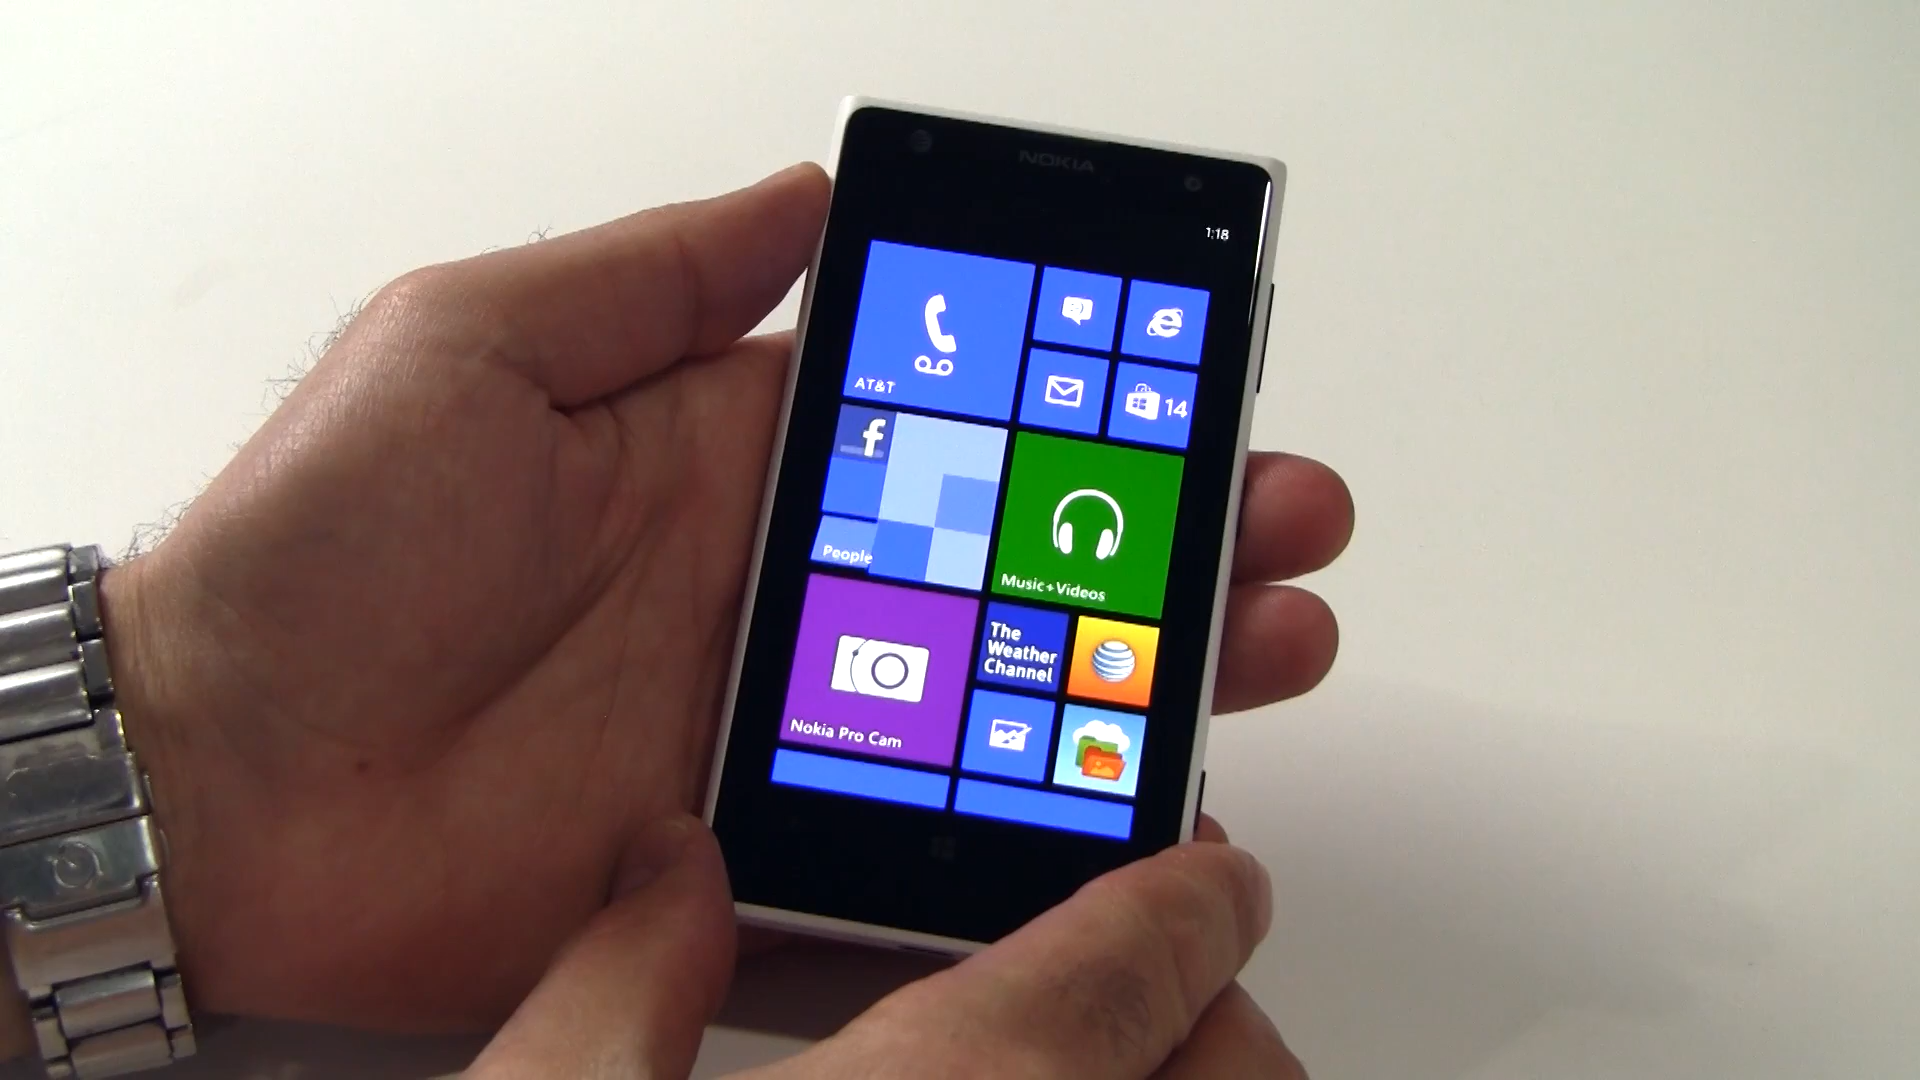 NOKIA
1:18
AT&T
14
f
People
Music+Videos
The
Weather
Channel
Nokia Pro Cam